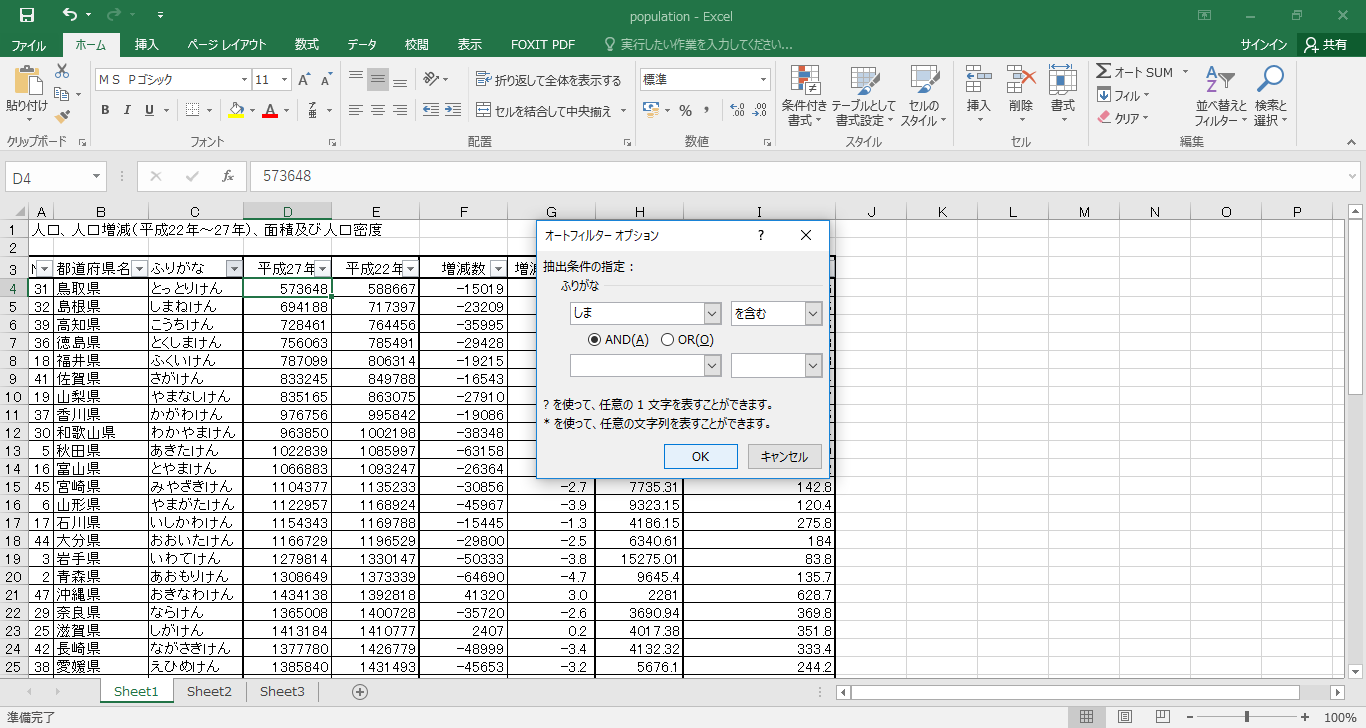 population - Excel
ファイル ホーム 挿入 ページ レイアウト 数式 データ 校閲 表示 FOXIT PDF 実行したい作業を入力してください... サインイン 共有
貼り付け
クリップボード
ＭＳ Ｐゴシック 11
B I U A
フォント
折り返して全体を表示する
セルを結合して中央揃え
配置
標準
% ,
数値
条件付き書式 テーブルとして書式設定 セルのスタイル
スタイル
挿入 削除 書式
セル
オート SUM
フィル
クリア
並べ替えとフィルター 検索と選択
編集
D4 fx 573648
A B C D E F G H I J K L M N O P
1 人口、人口増減(平成22年～27年)、面積及び人口密度
2
3 都道府県名 ふりがな 平成27年 平成22年 増減数 増減
4 31 鳥取県 とっとりけん 573648 588667 -15019
5 32 島根県 しまねけん 694188 717397 -23209
6 39 高知県 こうちけん 728461 764456 -35995
7 36 徳島県 とくしまけん 756063 785491 -29428
8 18 福井県 ふくいけん 787099 806314 -19215
9 41 佐賀県 さがけん 833245 849788 -16543
10 19 山梨県 やまなしけん 835165 863075 -27910
11 37 香川県 かがわけん 976756 995842 -19086
12 30 和歌山県 わかやまけん 963850 1002198 -38348
13 5 秋田県 あきたけん 1022839 1085997 -63158
14 16 富山県 とやまけん 1066883 1093247 -26364
15 45 宮崎県 みやざきけん 1104377 1135233 -30856 -2.7 7735.31 142.8
16 6 山形県 やまがたけん 1122957 1168924 -45967 -3.9 9323.15 120.4
17 17 石川県 いしかわけん 1154343 1169788 -15445 -1.3 4186.15 275.8
18 44 大分県 おおいたけん 1166729 1196529 -29800 -2.5 6340.61 184
19 3 岩手県 いわてけん 1279814 1330147 -50333 -3.8 15275.01 83.8
20 2 青森県 あおもりけん 1308649 1373339 -64690 -4.7 9645.4 135.7
21 47 沖縄県 おきなわけん 1434138 1392818 41320 3.0 2281 628.7
22 29 奈良県 ならけん 1365008 1400728 -35720 -2.6 3690.94 369.8
23 25 滋賀県 しがけん 1413184 1410777 2407 0.2 4017.38 351.8
24 42 長崎県 ながさきけん 1377780 1426779 -48999 -3.4 4132.32 333.4
25 38 愛媛県 えひめけん 1385840 1431493 -45653 -3.2 5676.1 244.2
オートフィルター オプション ?
抽出条件の指定：
ふりがな
しま を含む
AND(A) OR(O)
? を使って、任意の 1 文字を表すことができます。
* を使って、任意の文字列を表すことができます。
OK キャンセル
Sheet1 Sheet2 Sheet3
準備完了 100%